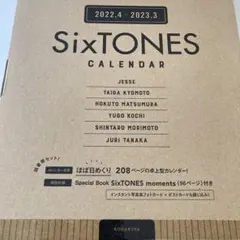 2022.4 - 2023.3
SixTONES
CALENDAR
JESSE
TAIGA KYOMOTO
HOKUTO MATSUMURA
YUGO KOCHI
SHINTARO MORIMOTO
JURI TANAKA
ほぼ日めくり 208ページの卓上型カレンダー!
Special Book SixTONES moments (96ページ)付き